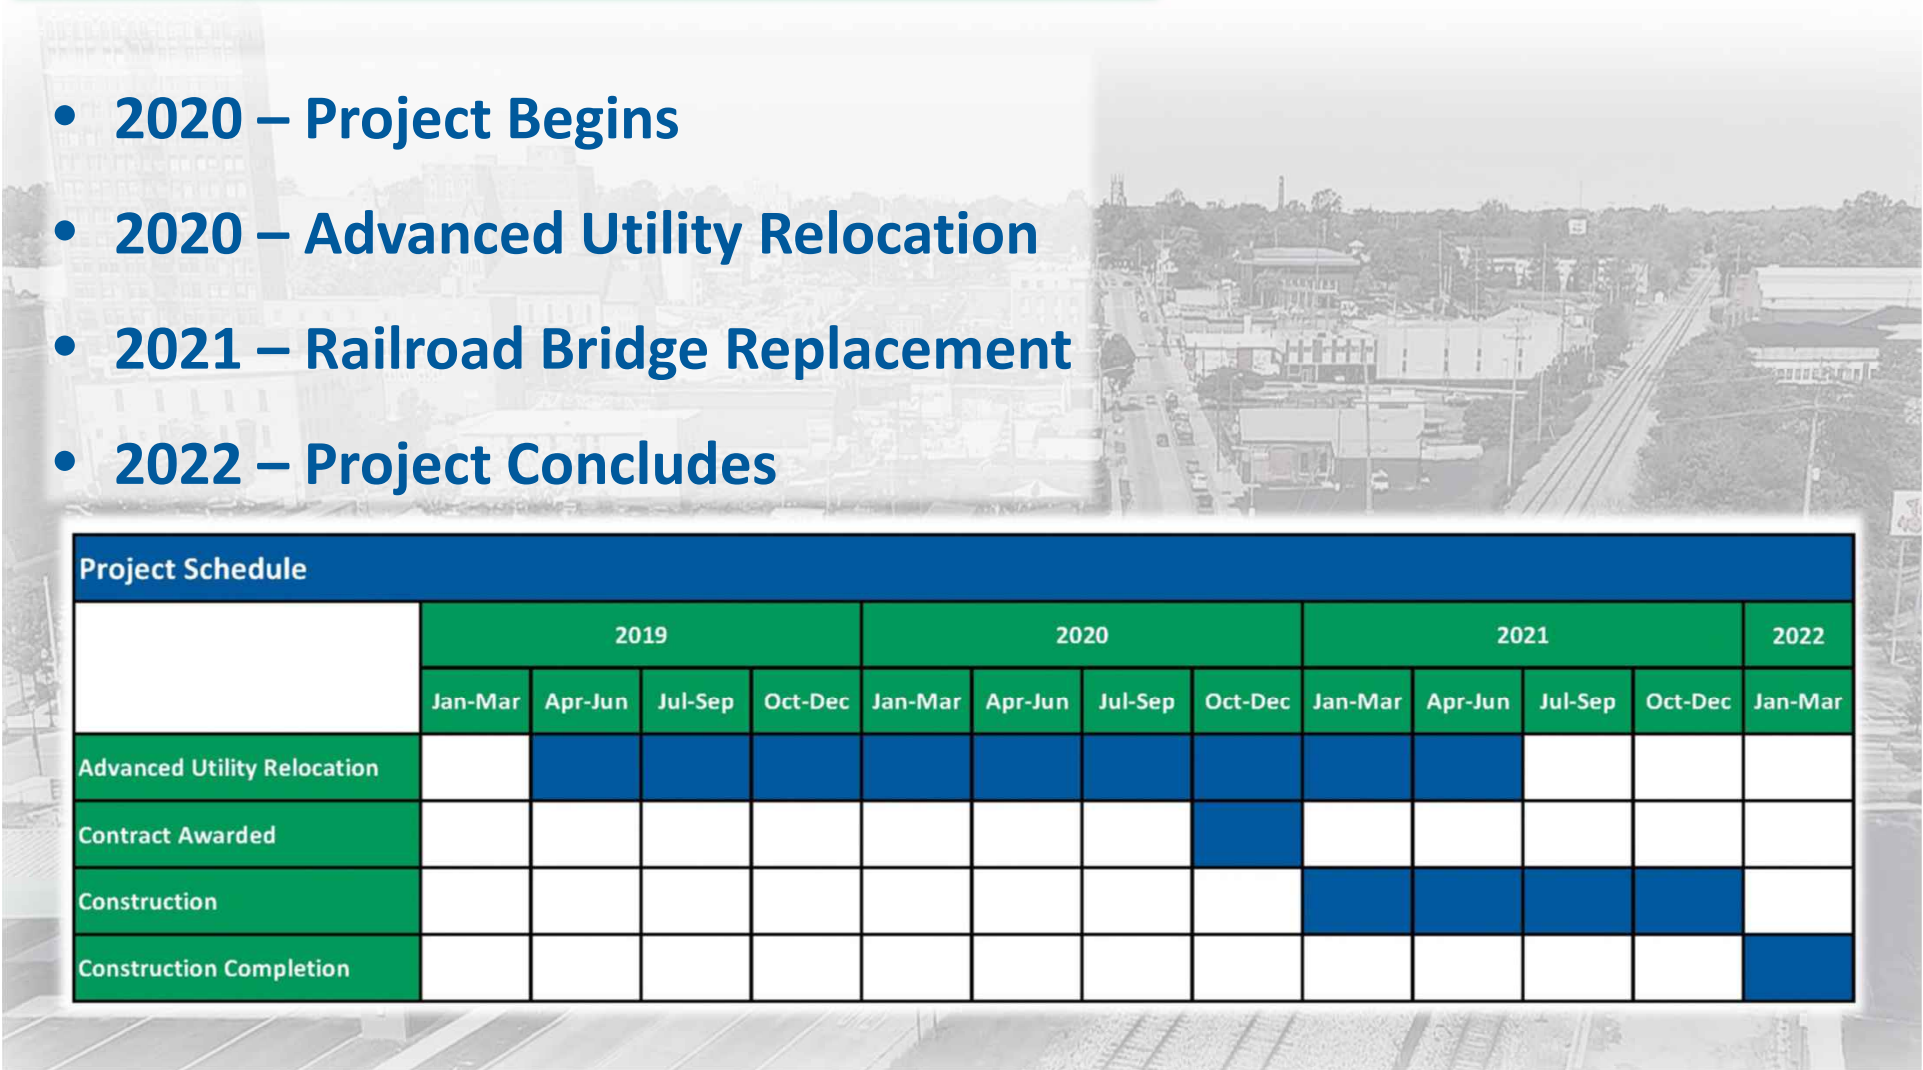 • 2020 – Project Begins
• 2020 – Advanced Utility Relocation
• 2021 – Railroad Bridge Replacement
• 2022 – Project Concludes
Project Schedule
2019 2020 2021 2022
Jan-Mar Apr-Jun Jul-Sep Oct-Dec Jan-Mar Apr-Jun Jul-Sep Oct-Dec Jan-Mar Apr-Jun Jul-Sep Oct-Dec Jan-Mar
Advanced Utility Relocation
Contract Awarded
Construction
Construction Completion